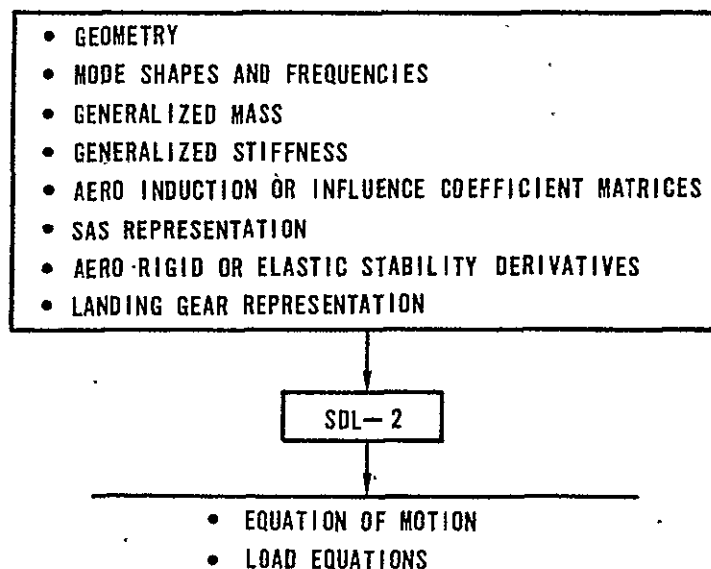 • GEOMETRY
• MODE SHAPES AND FREQUENCIES
• GENERALIZED MASS
• GENERALIZED STIFFNESS
• AERO INDUCTION OR INFLUENCE COEFFICIENT MATRICES
• SAS REPRESENTATION
• AERO RIGID OR ELASTIC STABILITY DERIVATIVES
• LANDING GEAR REPRESENTATION
SDL-2
• EQUATION OF MOTION
• LOAD EQUATIONS